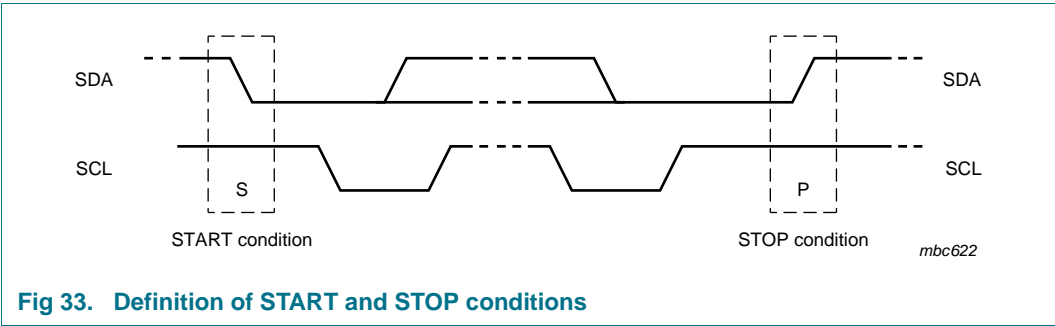 SDA
SDA
SCL
SCL
S
P
START condition
STOP condition
mbc622
Fig 33. Definition of START and STOP conditions